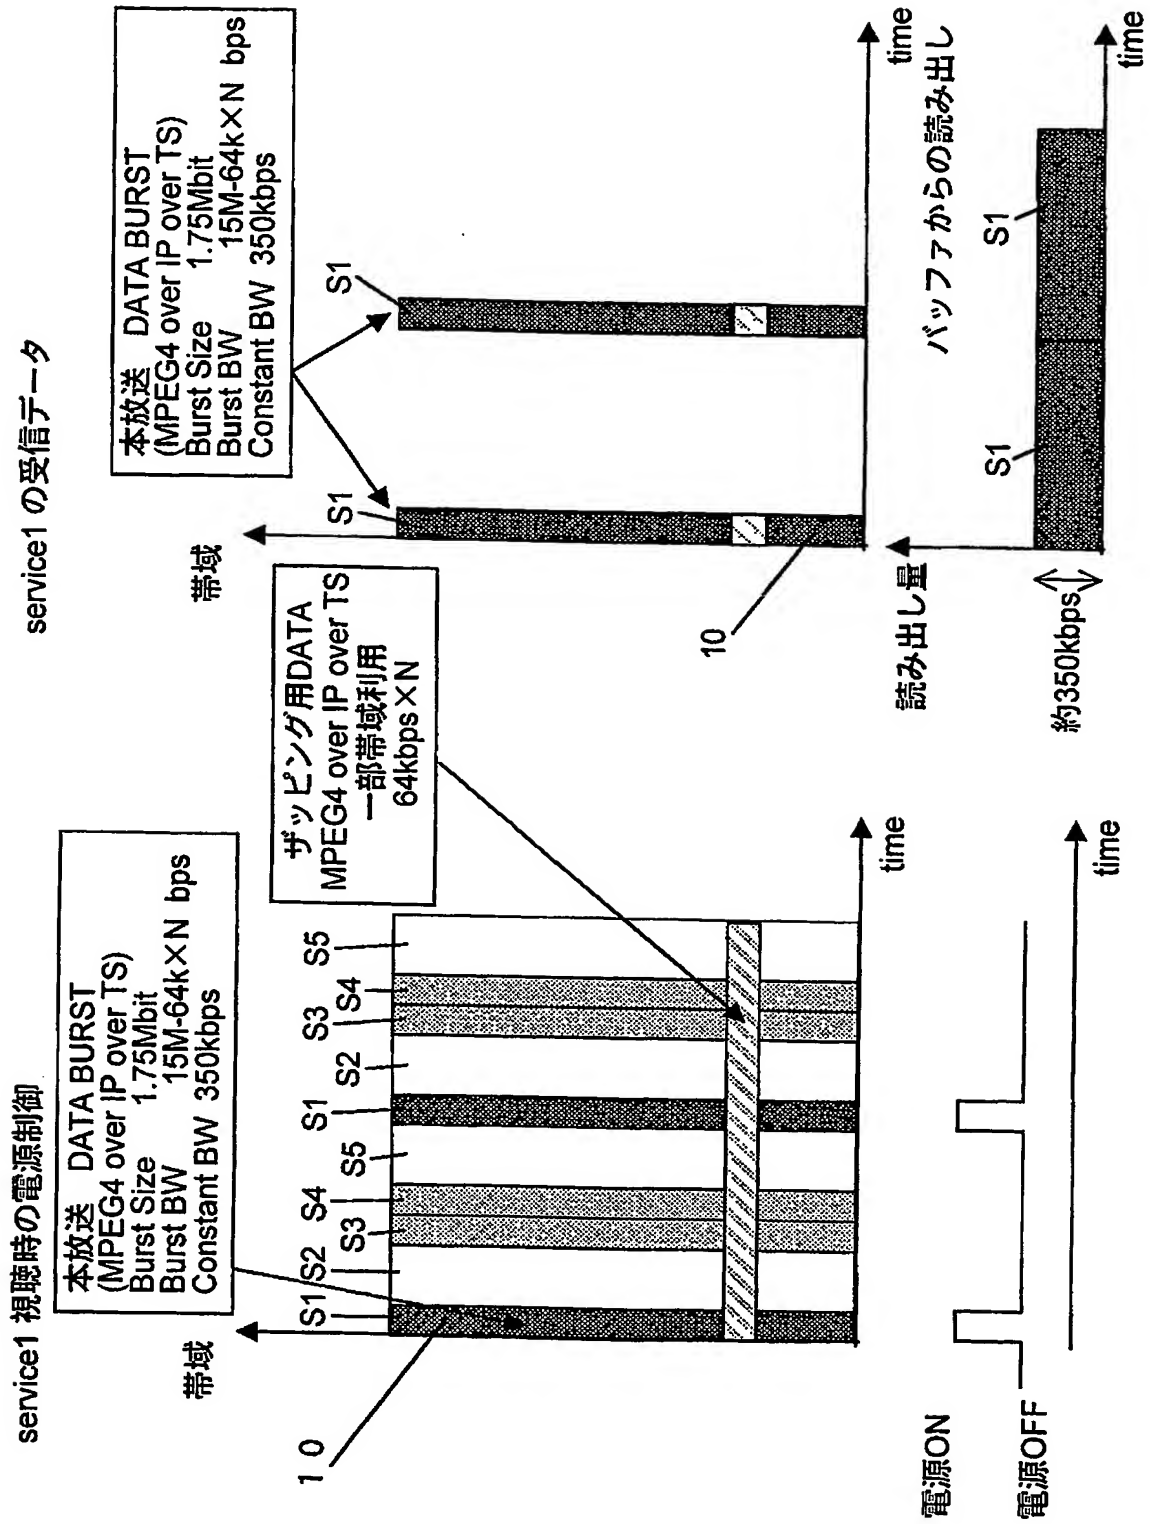 service1 視聴時の電源制御
本放送 DATA BURST
(MPEG4 over IP over TS)
Burst Size 1.75Mbit
Burst BW 15M-64k×N bps
Constant BW 350kbps
帯域
10
S1
S2
S3
S4
S5
S1
S2
S3
S4
S5
time
ザッピング用DATA
MPEG4 over IP over TS
一部帯域利用
64kbps×N
電源ON
電源OFF
time
service1 の受信データ
本放送 DATA BURST
(MPEG4 over IP over TS)
Burst Size 1.75Mbit
Burst BW 15M-64k×N bps
Constant BW 350kbps
帯域
S1
S1
10
time
読み出し量
バッファからの読み出し
約350kbps
S1
S1
time